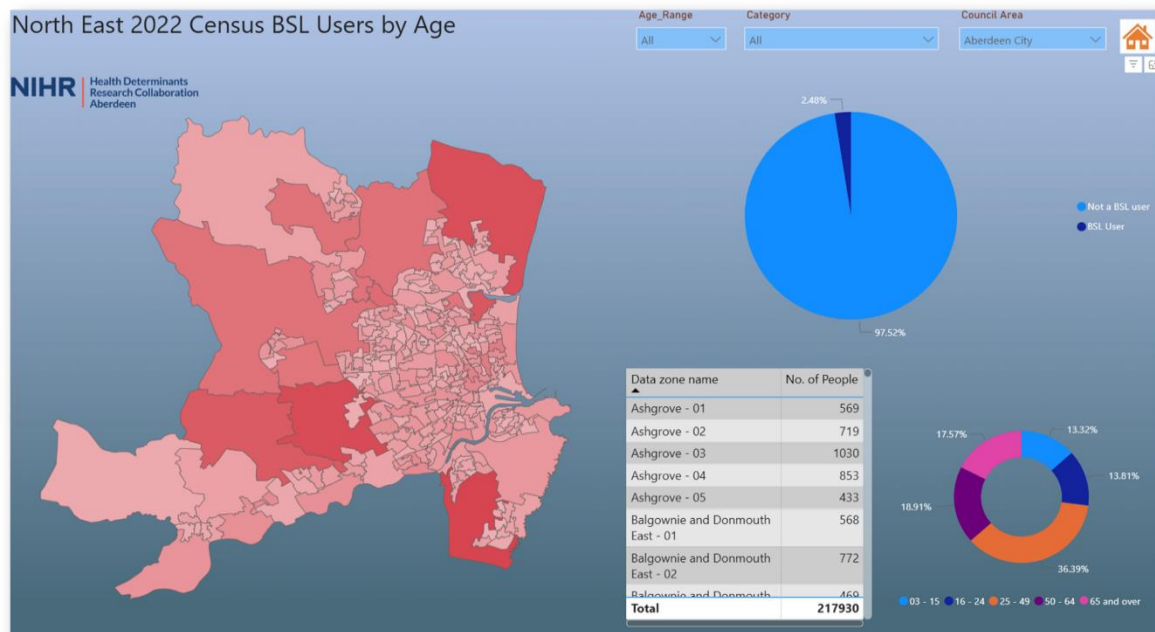 North East 2022 Census BSL Users by Age
Age_Range
Category
Council Area
All
All
Aberdeen City
NIHR
Health Determinants
Research Collaboration
Aberdeen
2.48%
Not a BSL user
BSL User
97.52%
Data zone name
No. of People
Ashgrove - 01
569
Ashgrove - 02
719
Ashgrove - 03
1030
Ashgrove - 04
853
Ashgrove - 05
433
Balgownie and Donmouth
East - 01
568
Balgownie and Donmouth
East - 02
772
Balgownie and Donmouth
469
Total
217930
17.57%
13.32%
13.81%
18.91%
36.39%
03 - 15
16 - 24
25 - 49
50 - 64
65 and over